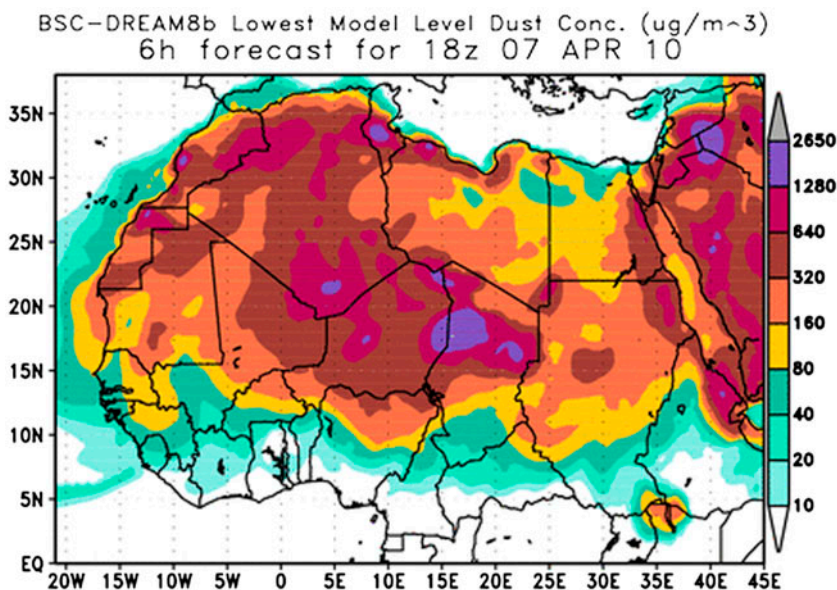 BSC-DREAM8b Lowest Model Level Dust Conc. (ug/m^3)
6h forecast for 18z 07 APR 10
35N
30N
25N
20N
15N
10N
5N
EQ
20W 15W 10W 5W 0 5E 10E 15E 20E 25E 30E 35E 40E 45E
2650
1280
640
320
160
80
40
20
10